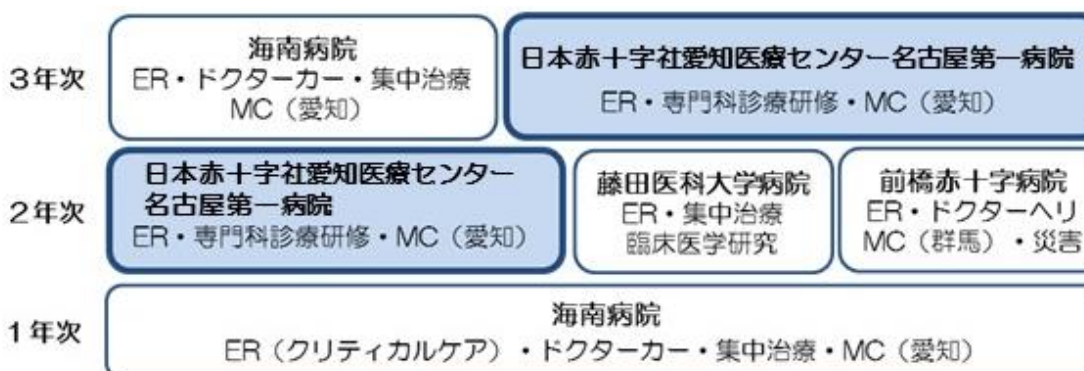 3年次
海南病院
ER・ドクターカー・集中治療
MC（愛知）
日本赤十字社愛知医療センター名古屋第一病院
ER・専門科診療研修・MC（愛知）
2年次
日本赤十字社愛知医療センター
名古屋第一病院
ER・専門科診療研修・MC（愛知）
藤田医科大学病院
ER・集中治療
臨床医学研究
前橋赤十字病院
ER・ドクターヘリ
MC（群馬）・災害
1年次
海南病院
ER（クリティカルケア）・ドクターカー・集中治療・MC（愛知）